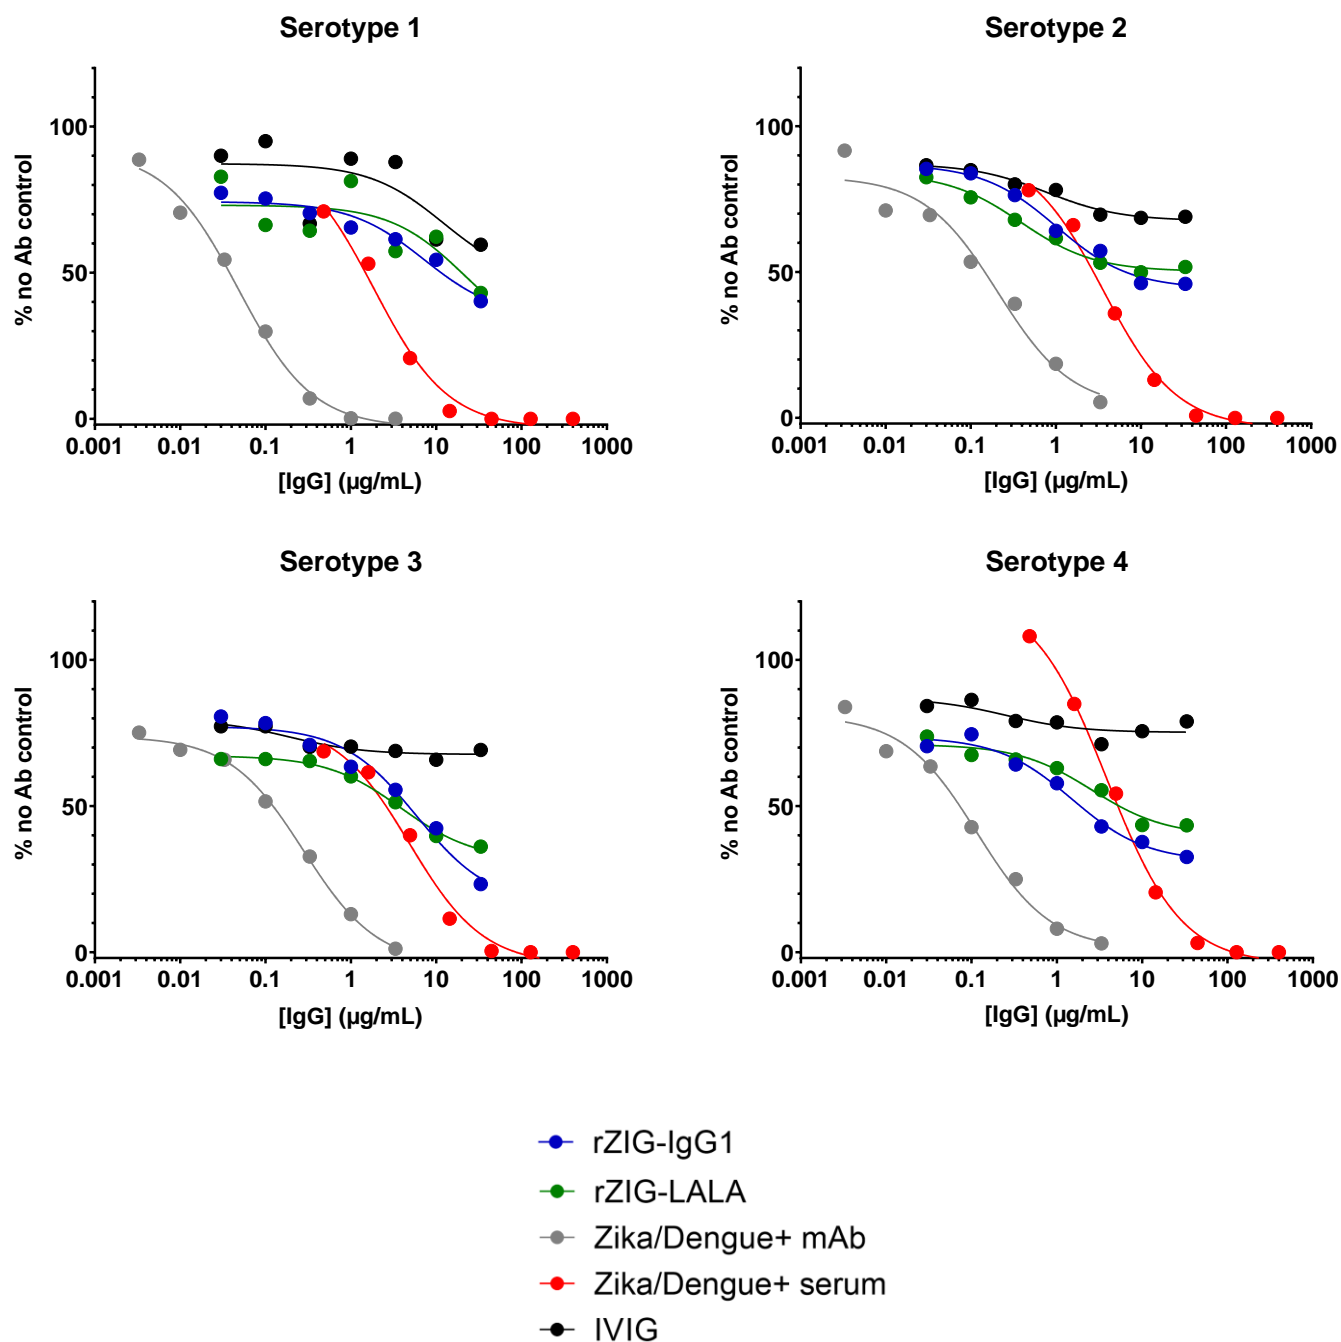 Serotype 1
% no Ab control
100
50
0
0.001 0.01 0.1 1 10 100 1000
[IgG] (μg/mL)
Serotype 2
% no Ab control
100
50
0
0.001 0.01 0.1 1 10 100 1000
[IgG] (μg/mL)
Serotype 3
% no Ab control
100
50
0
0.001 0.01 0.1 1 10 100 1000
[IgG] (μg/mL)
Serotype 4
% no Ab control
100
50
0
0.001 0.01 0.1 1 10 100 1000
[IgG] (μg/mL)
rZIG-IgG1
rZIG-LALA
Zika/Dengue+ mAb
Zika/Dengue+ serum
IVIG